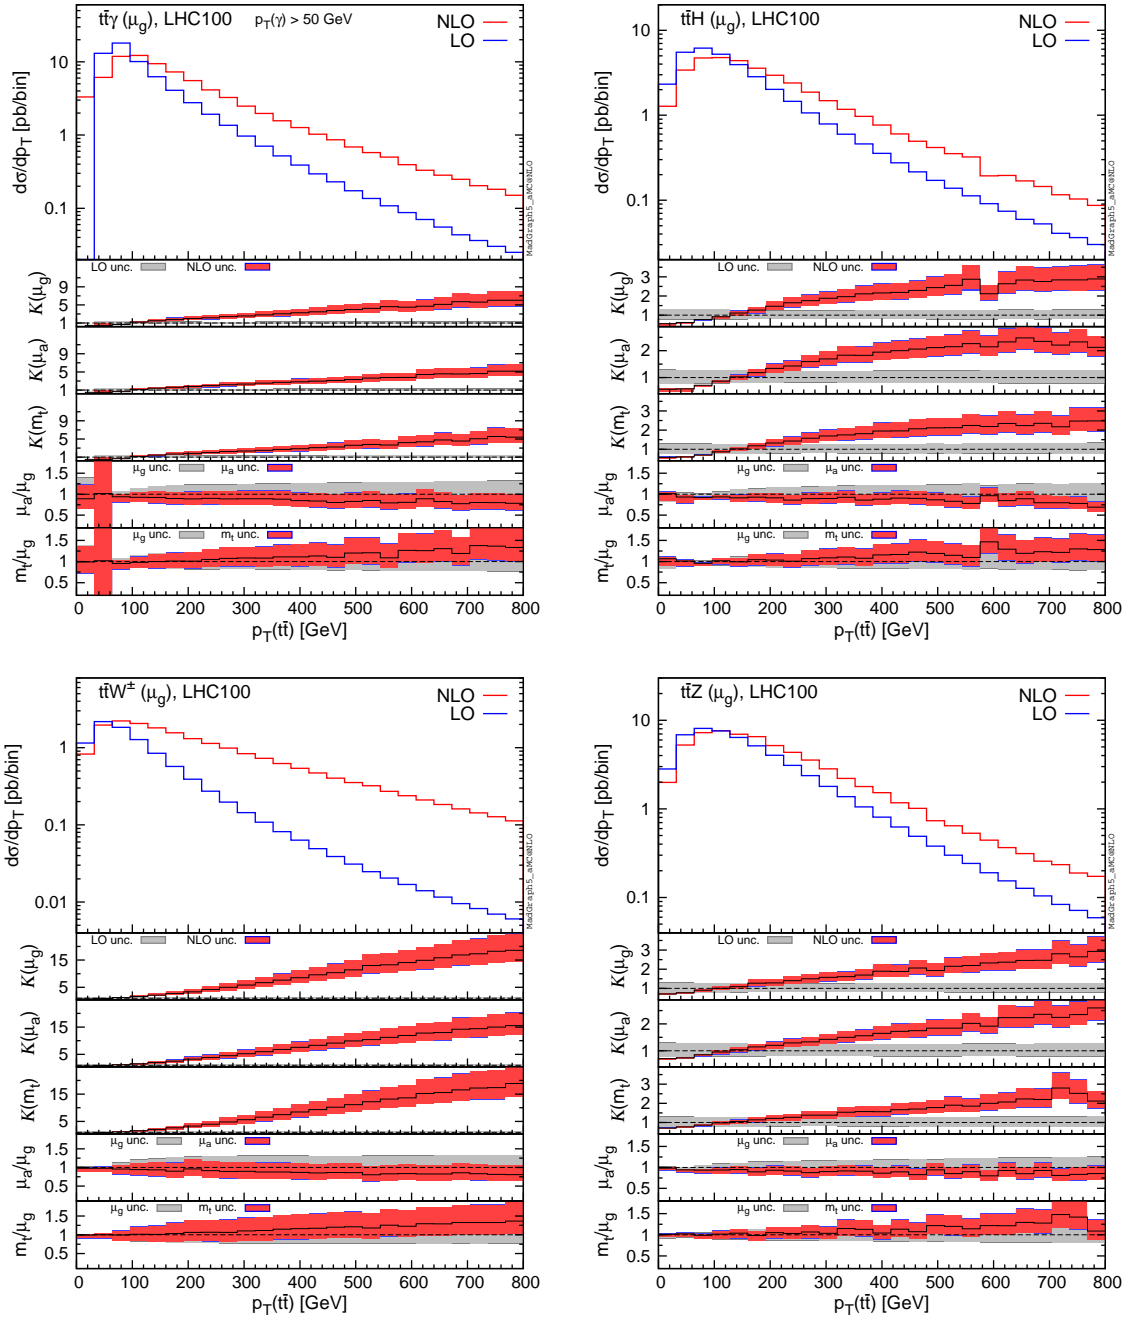 tt̄γ (μg), LHC100 pT(γ) > 50 GeV
NLO
LO
10
1
0.1
dσ/dpT [pb/bin]
MadGraph5_aMC@NLO
LO unc. NLO unc.
9
5
1
K(μg)
9
5
1
K(μa)
9
5
1
K(mt)
μg unc. μa unc.
1.5
1
0.5
μa/μg
μg unc. mt unc.
1.5
1
0.5
mt/μg
0 100 200 300 400 500 600 700 800
pT(tt̄) [GeV]
tt̄H (μg), LHC100
NLO
LO
10
1
0.1
dσ/dpT [pb/bin]
MadGraph5_aMC@NLO
LO unc. NLO unc.
3
2
1
K(μg)
2
1
K(μa)
3
2
1
K(mt)
μg unc. μa unc.
1.5
1
0.5
μa/μg
μg unc. mt unc.
1.5
1
0.5
mt/μg
0 100 200 300 400 500 600 700 800
pT(tt̄) [GeV]
tt̄W± (μg), LHC100
NLO
LO
1
0.1
0.01
dσ/dpT [pb/bin]
MadGraph5_aMC@NLO
LO unc. NLO unc.
15
5
K(μg)
15
5
K(μa)
15
5
K(mt)
μg unc. μa unc.
1.5
1
0.5
μa/μg
μg unc. mt unc.
1.5
1
0.5
mt/μg
0 100 200 300 400 500 600 700 800
pT(tt̄) [GeV]
tt̄Z (μg), LHC100
NLO
LO
10
1
0.1
dσ/dpT [pb/bin]
MadGraph5_aMC@NLO
LO unc. NLO unc.
3
2
1
K(μg)
2
1
K(μa)
3
2
1
K(mt)
μg unc. μa unc.
1.5
1
0.5
μa/μg
μg unc. mt unc.
1.5
1
0.5
mt/μg
0 100 200 300 400 500 600 700 800
pT(tt̄) [GeV]